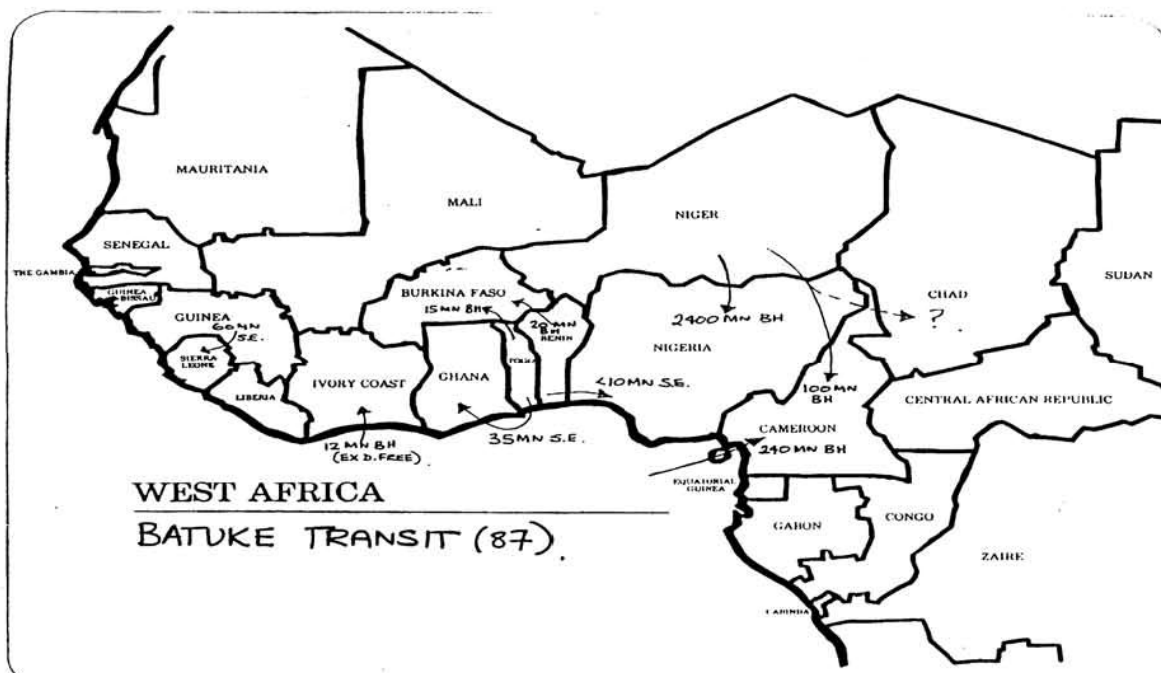 MAURITANIA
MALI
NIGER
SENEGAL
THE GAMBIA
SUDAN
GUINEA
BISSAU
BURKINA FASO
15 MN BH
CHAD
?
GUINEA
60 MN
S.E.
20 MN
BH
BENIN
2400 MN BH
NIGERIA
SIERRA
LEONE
IVORY COAST
GHANA
<10 MN S.E.
100 MN
BH
LIBERIA
CENTRAL AFRICAN REPUBLIC
12 MN BH
(EX D. FREE).
35 MN S.E.
CAMEROON
240 MN BH
EQUATORIAL
GUINEA
WEST AFRICA
BATUKE TRANSIT (87).
GABON
CONGO
ZAIRE
CABINDA